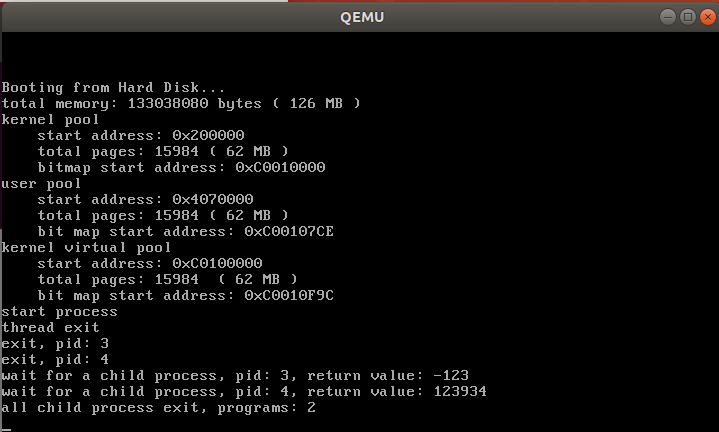 QEMU
Booting from Hard Disk...
total memory: 133038080 bytes ( 126 MB )
kernel pool
    start address: 0x200000
    total pages: 15984 ( 62 MB )
    bitmap start address: 0xC0010000
user pool
    start address: 0x4070000
    total pages: 15984 ( 62 MB )
    bit map start address: 0xC00107CE
kernel virtual pool
    start address: 0xC0100000
    total pages: 15984  ( 62 MB )
    bit map start address: 0xC0010F9C
start process
thread exit
exit, pid: 3
exit, pid: 4
wait for a child process, pid: 3, return value: -123
wait for a child process, pid: 4, return value: 123934
all child process exit, programs: 2